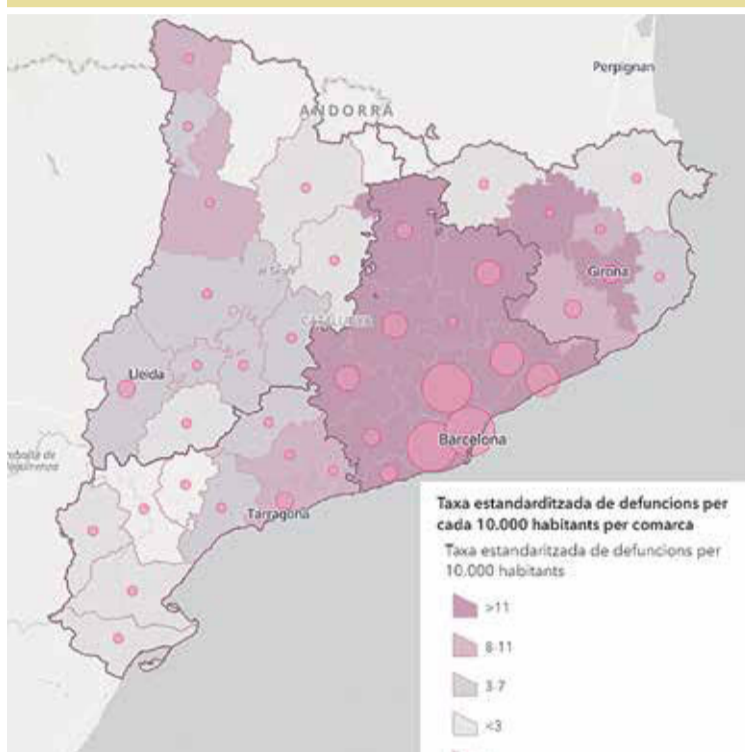 Perpignan
ANDORRA
Girona
Lleida
Barcelona
Tarragona
Taxa estandarditzada de defuncions per
cada 10.000 habitants per comarca
Taxa estandaritzada de defuncions per
10.000 habitants
>11
8-11
3-7
<3